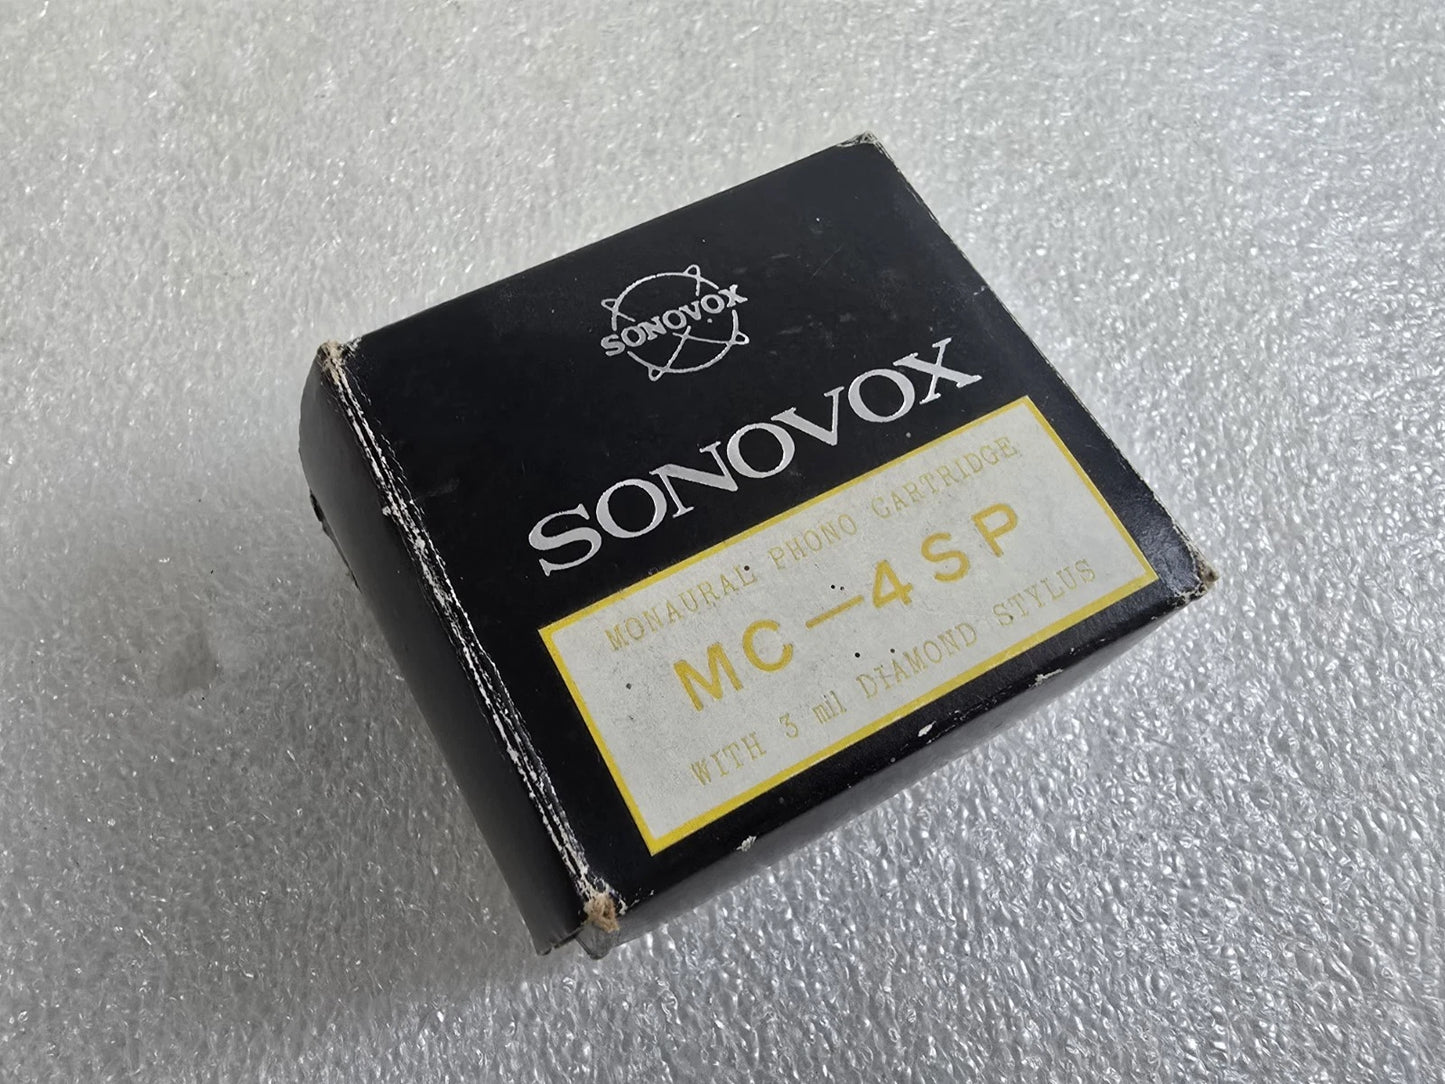 SONOVOX
SONOVOX
MONAURAL PHONO CARTRIDGE
MC—4SP
WITH 3 mil DIAMOND STYLUS